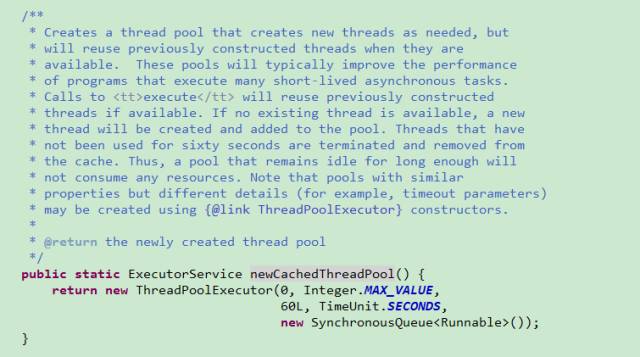 /**
 * Creates a thread pool that creates new threads as needed, but
 * will reuse previously constructed threads when they are
 * available.  These pools will typically improve the performance
 * of programs that execute many short-lived asynchronous tasks.
 * Calls to <tt>execute</tt> will reuse previously constructed
 * threads if available. If no existing thread is available, a new
 * thread will be created and added to the pool. Threads that have
 * not been used for sixty seconds are terminated and removed from
 * the cache. Thus, a pool that remains idle for long enough will
 * not consume any resources. Note that pools with similar
 * properties but different details (for example, timeout parameters)
 * may be created using {@link ThreadPoolExecutor} constructors.
 *
 * @return the newly created thread pool
 */
public static ExecutorService newCachedThreadPool() {
    return new ThreadPoolExecutor(0, Integer.MAX_VALUE,
                                  60L, TimeUnit.SECONDS,
                                  new SynchronousQueue<Runnable>());
}